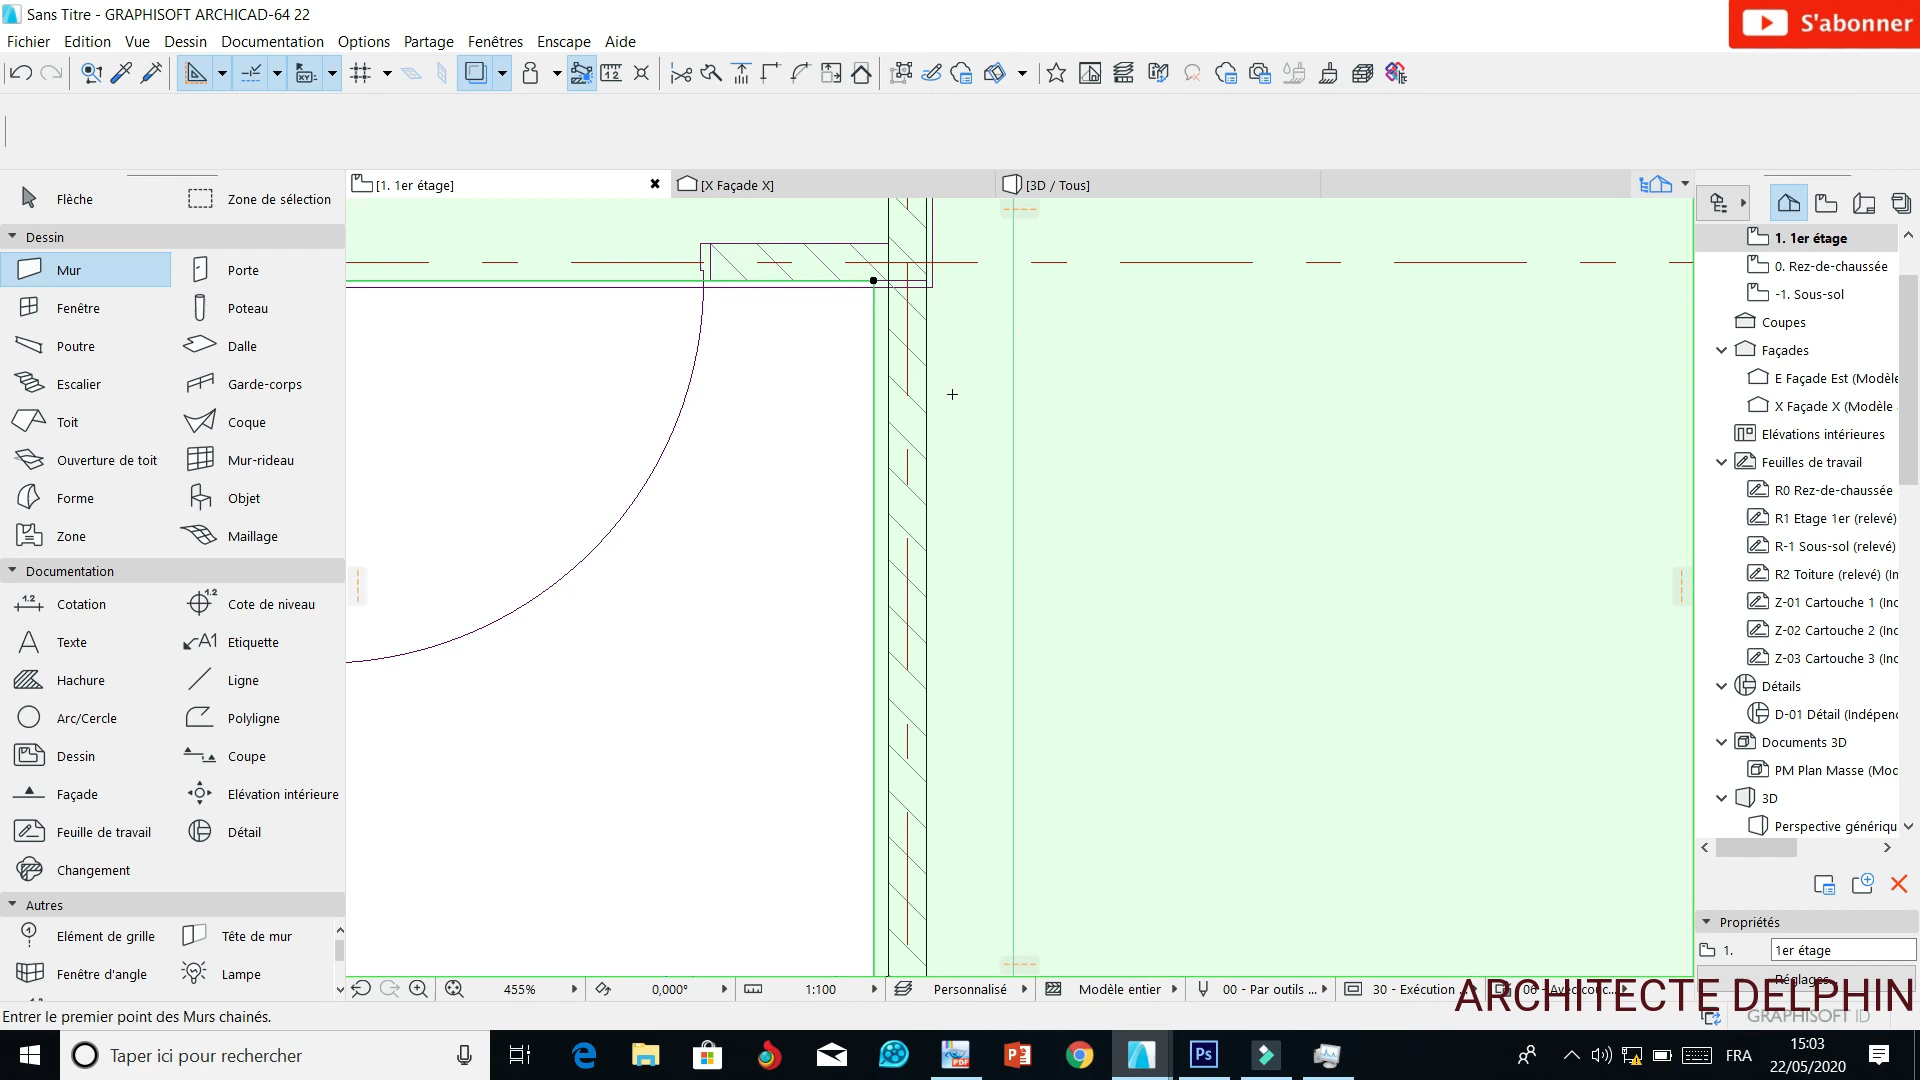 Sans Titre - GRAPHISOFT ARCHICAD-64 22
S'abonner
Fichier Edition Vue Dessin Documentation Options Partage Fenêtres Enscape Aide
[1. 1er étage] [X Façade X] [3D / Tous]
Flèche Zone de sélection
Dessin
Mur Porte
Fenêtre Poteau
Poutre Dalle
Escalier Garde-corps
Toit Coque
Ouverture de toit Mur-rideau
Forme Objet
Zone Maillage
Documentation
Cotation Cote de niveau
Texte Etiquette
Hachure Ligne
Arc/Cercle Polyligne
Dessin Coupe
Façade Elévation intérieure
Feuille de travail Détail
Changement
Autres
Elément de grille Tête de mur
Fenêtre d'angle Lampe
1. 1er étage
0. Rez-de-chaussée
-1. Sous-sol
Coupes
Façades
E Façade Est (Modèle
X Façade X (Modèle
Elévations intérieures
Feuilles de travail
R0 Rez-de-chaussée
R1 Etage 1er (relevé)
R-1 Sous-sol (relevé)
R2 Toiture (relevé) (In
Z-01 Cartouche 1 (Inc
Z-02 Cartouche 2 (Inc
Z-03 Cartouche 3 (Inc
Détails
D-01 Détail (Indépen
Documents 3D
PM Plan Masse (Mod
3D
Perspective génériqu
Propriétés
1. 1er étage
Réglages...
455% 0,000° 1:100 Personnalisé Modèle entier 00 - Par outils ... 30 - Exécution
ARCHITECTE DELPHIN
Entrer le premier point des Murs chainés.
GRAPHISOFT ID
Taper ici pour rechercher
FRA
15:03
22/05/2020